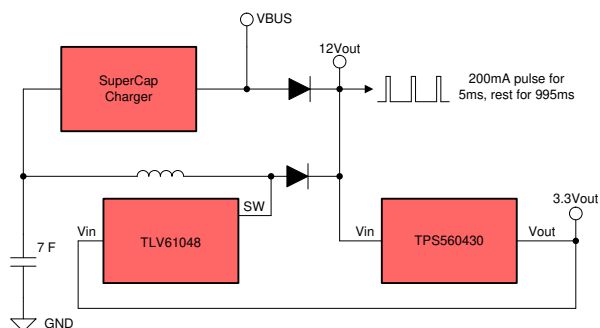 VBUS
12Vout
SuperCap
Charger
200mA pulse for
5ms, rest for 995ms
SW
3.3Vout
7 F
Vin
TLV61048
Vin
TPS560430
Vout
GND